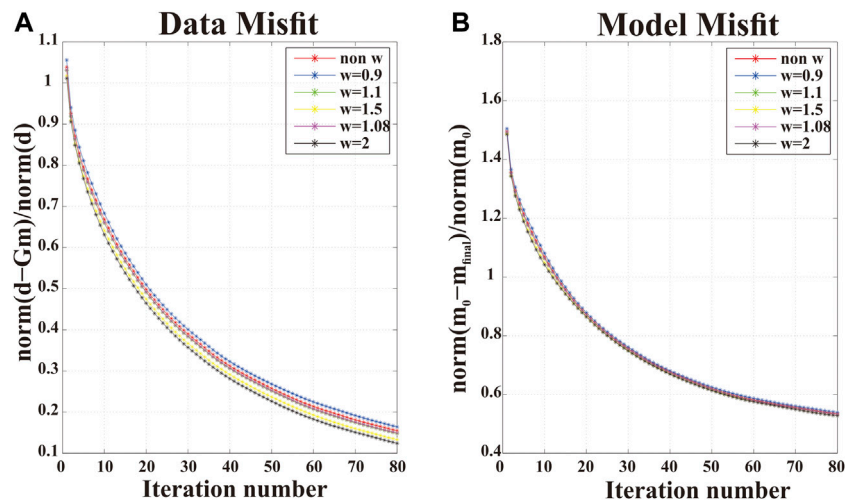 A
Data Misfit
norm(d−Gm)/norm(d)
1.1
1
0.9
0.8
0.7
0.6
0.5
0.4
0.3
0.2
0.1
non w
w=0.9
w=1.1
w=1.5
w=1.08
w=2
0 10 20 30 40 50 60 70 80
Iteration number
B
Model Misfit
norm(m0−mfinal)/norm(m0)
1.8
1.6
1.4
1.2
1
0.8
0.6
0.4
non w
w=0.9
w=1.1
w=1.5
w=1.08
w=2
0 10 20 30 40 50 60 70 80
Iteration number